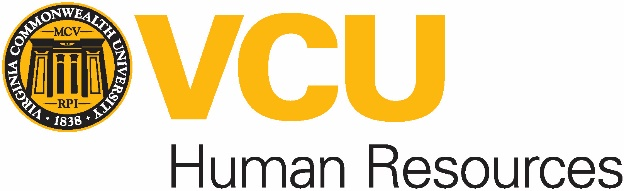 VIRGINIA COMMONWEALTH UNIVERSITY
MCV
RPI
1838
VCU
Human Resources